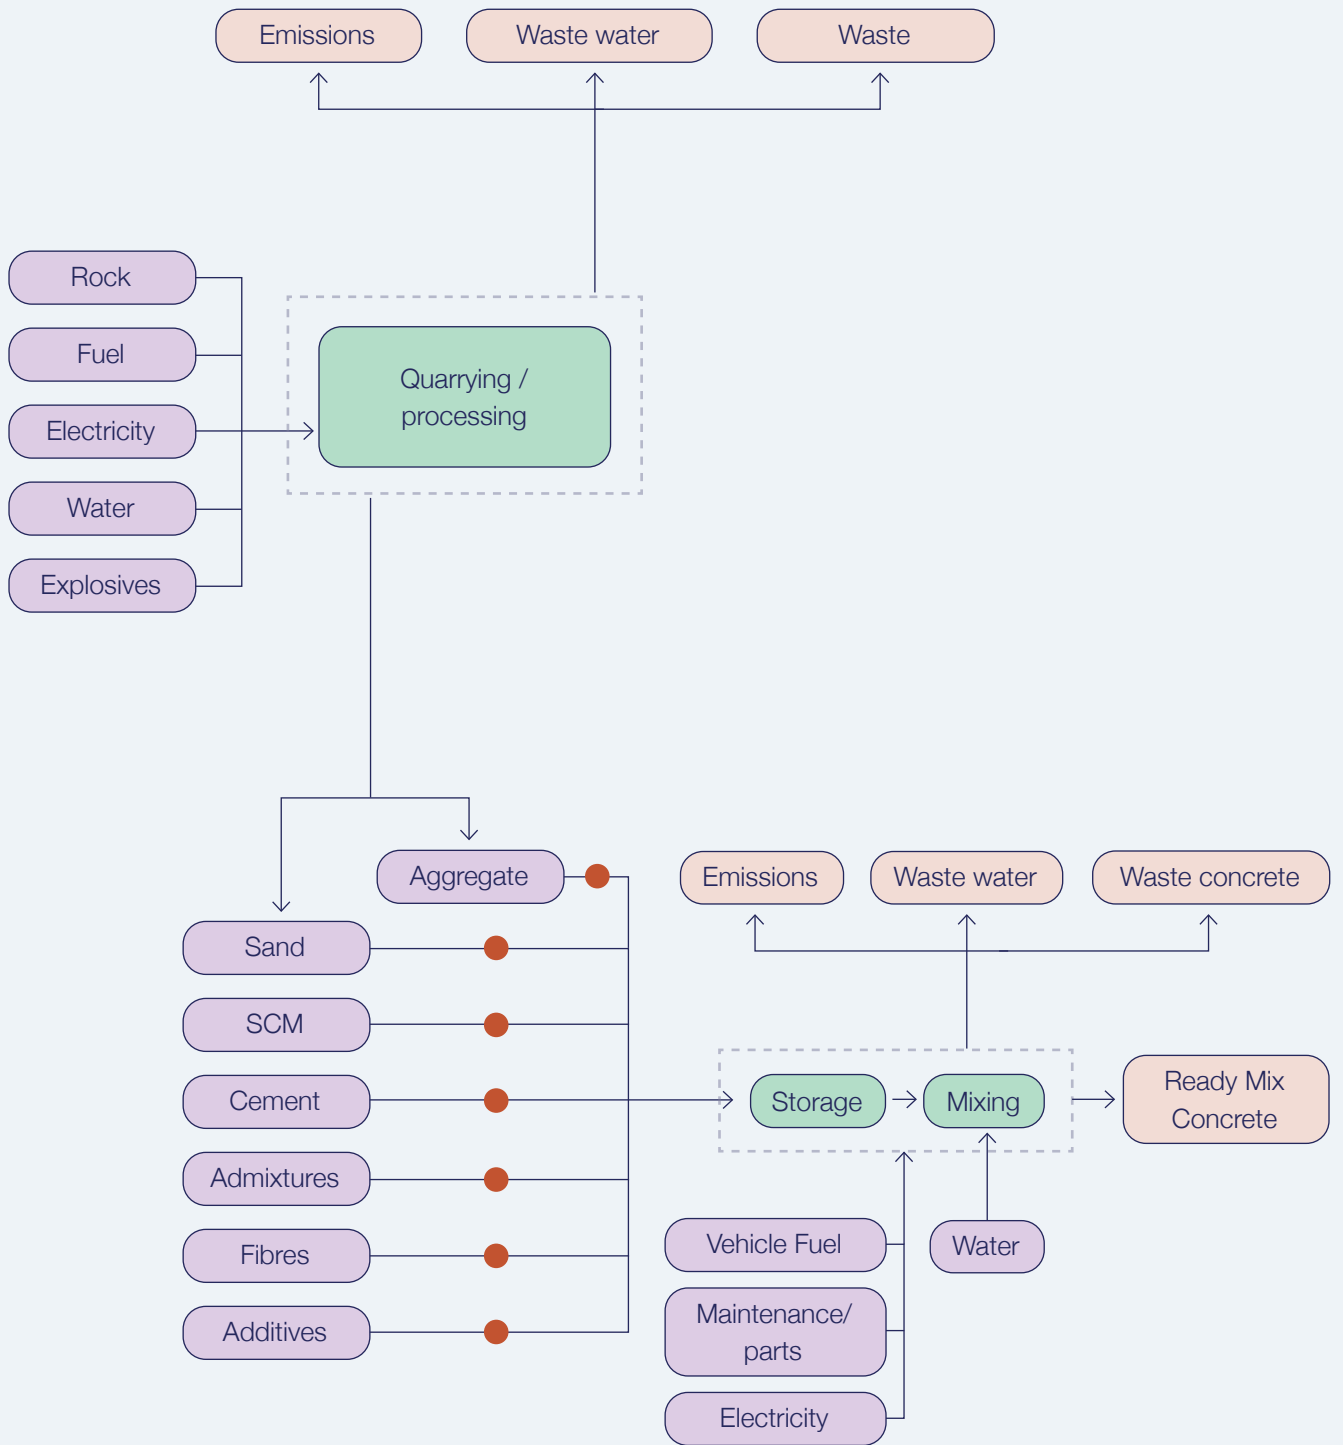 Emissions
Waste water
Waste
Rock
Fuel
Electricity
Water
Explosives
Quarrying /
processing
Aggregate
Sand
SCM
Cement
Admixtures
Fibres
Additives
Emissions
Waste water
Waste concrete
Storage
Mixing
Ready Mix
Concrete
Vehicle Fuel
Water
Maintenance/
parts
Electricity